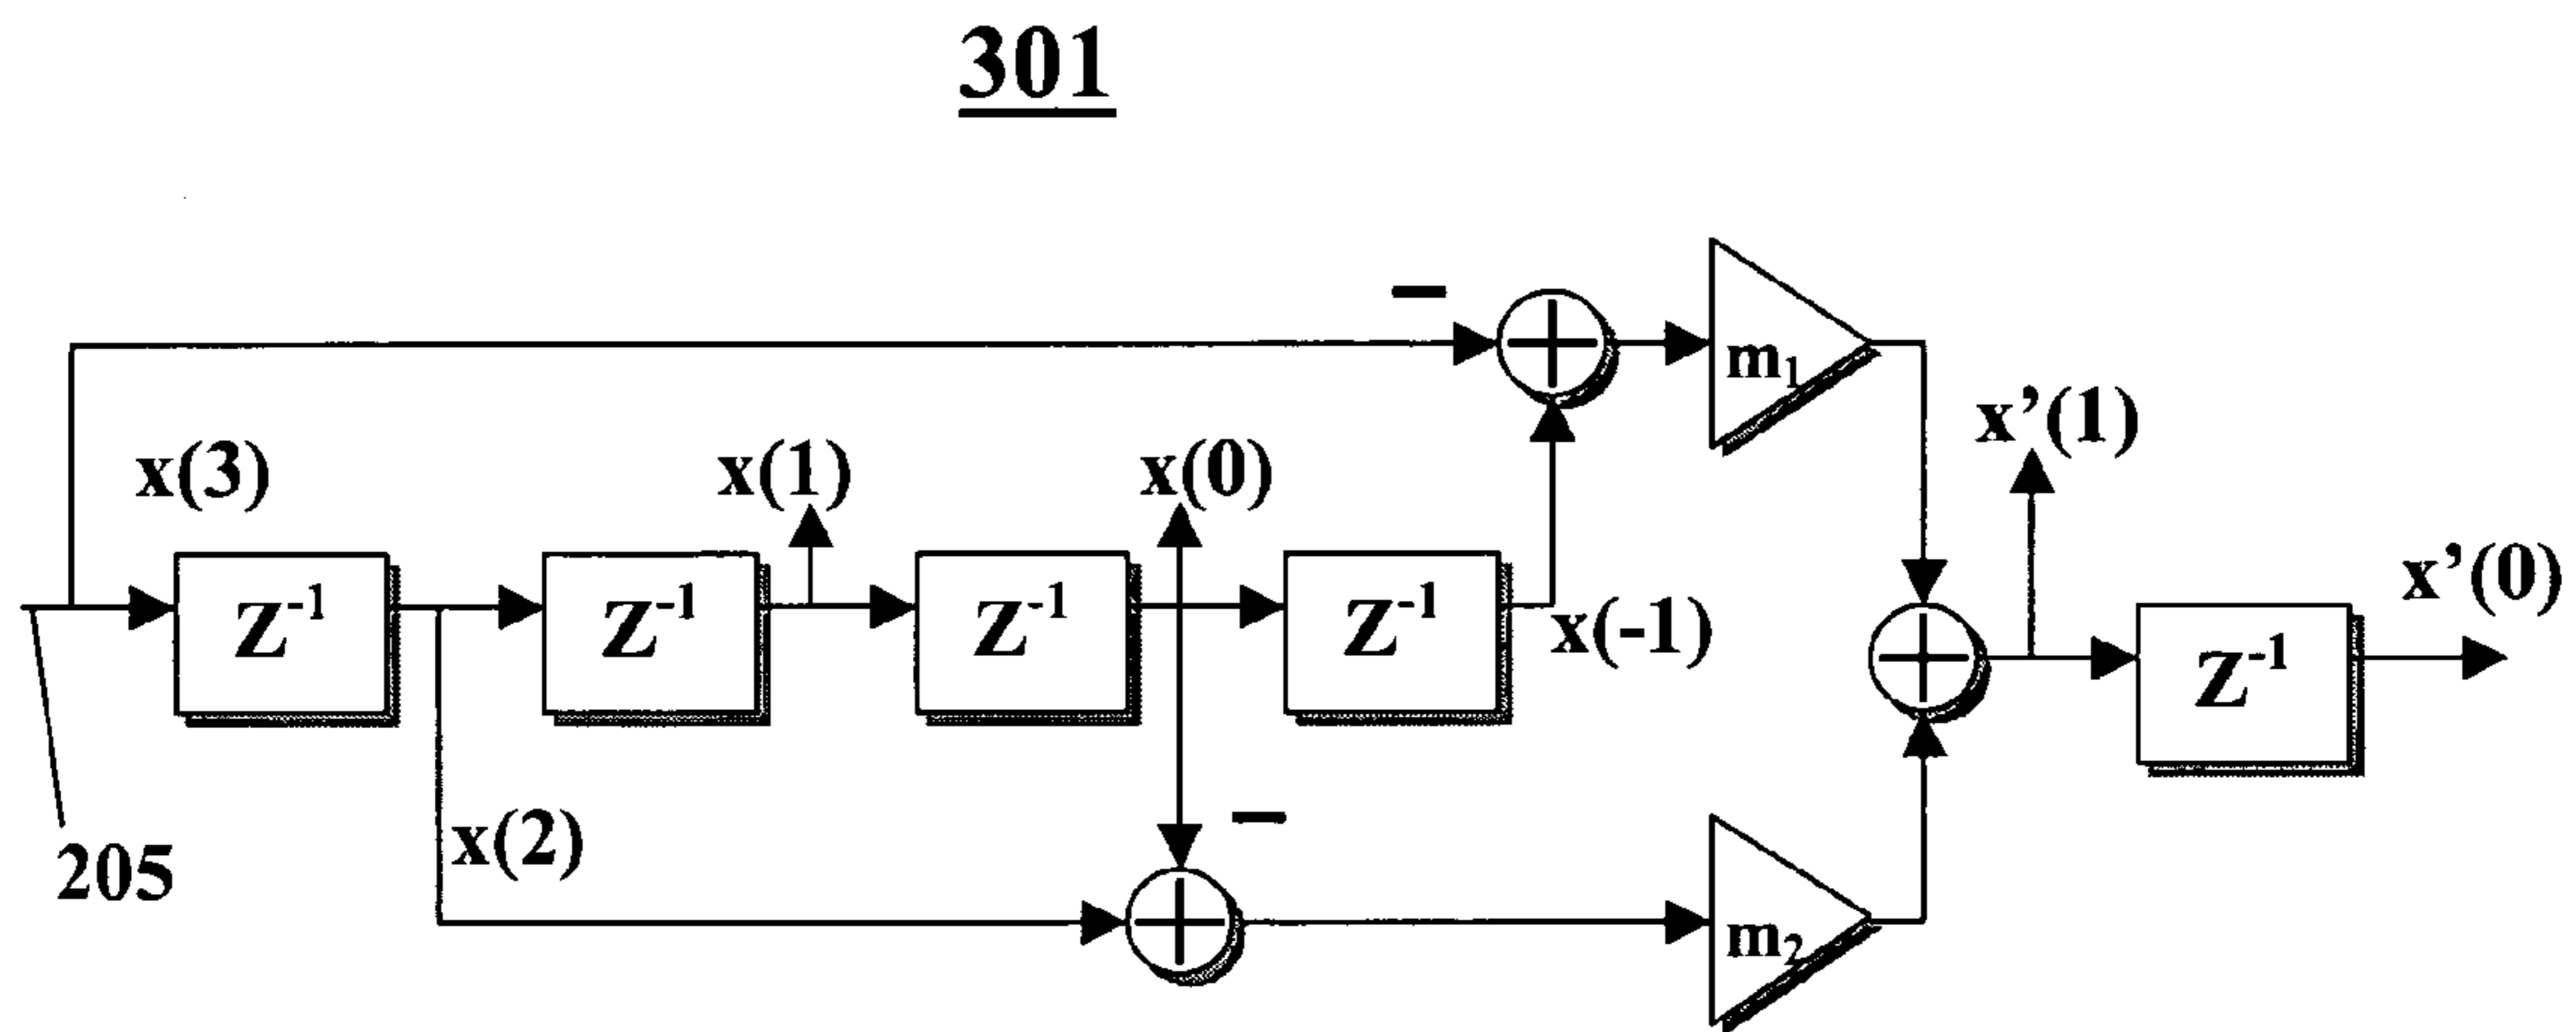 301
x(3)
x(1)
x(0)
x'(1)
x'(0)
m₁
Z⁻¹
Z⁻¹
Z⁻¹
Z⁻¹
x(-1)
Z⁻¹
205
x(2)
m₂
−
−